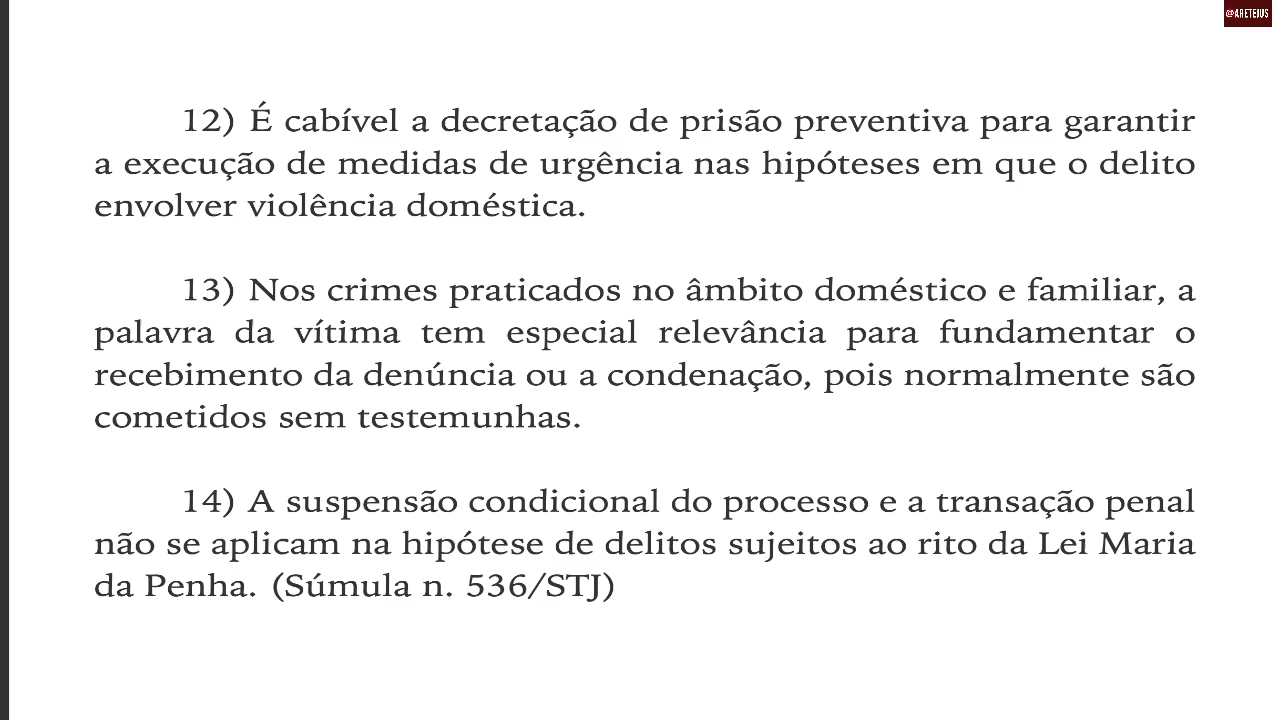 @ARETEJUS
12) É cabível a decretação de prisão preventiva para garantir
a execução de medidas de urgência nas hipóteses em que o delito
envolver violência doméstica.
13) Nos crimes praticados no âmbito doméstico e familiar, a
palavra da vítima tem especial relevância para fundamentar o
recebimento da denúncia ou a condenação, pois normalmente são
cometidos sem testemunhas.
14) A suspensão condicional do processo e a transação penal
não se aplicam na hipótese de delitos sujeitos ao rito da Lei Maria
da Penha. (Súmula n. 536/STJ)